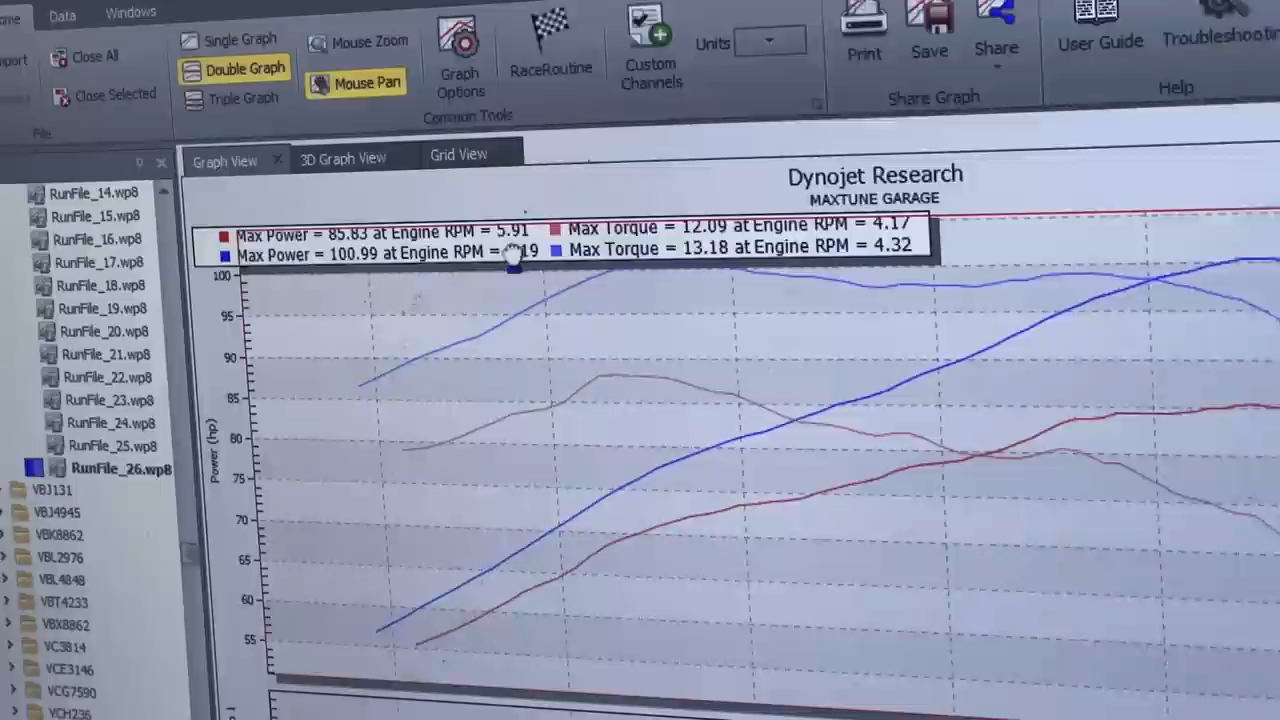 Data Windows
Close All
Close Selected
File
Single Graph
Double Graph
Triple Graph
Mouse Zoom
Mouse Pan
Graph
Options
RaceRoutine
Custom
Channels
Common Tools
Units
Print
Save
Share
Share Graph
User Guide
Help
Graph View
3D Graph View
Grid View
RunFile_14.wp8
RunFile_15.wp8
RunFile_16.wp8
RunFile_17.wp8
RunFile_18.wp8
RunFile_19.wp8
RunFile_20.wp8
RunFile_21.wp8
RunFile_22.wp8
RunFile_23.wp8
RunFile_24.wp8
RunFile_25.wp8
RunFile_26.wp8
VBJ131
VBJ4945
VBK8862
VBL2976
VBL4848
VBT4233
VBX8862
VC3814
VCE3146
VCG7590
VCH236
Dynojet Research
MAXTUNE GARAGE
Max Power = 85.83 at Engine RPM = 5.91 Max Torque = 12.09 at Engine RPM = 4.17
Max Power = 100.99 at Engine RPM = Max Torque = 13.18 at Engine RPM = 4.32
100
95
90
85
80
75
70
65
60
55
Power (hp)